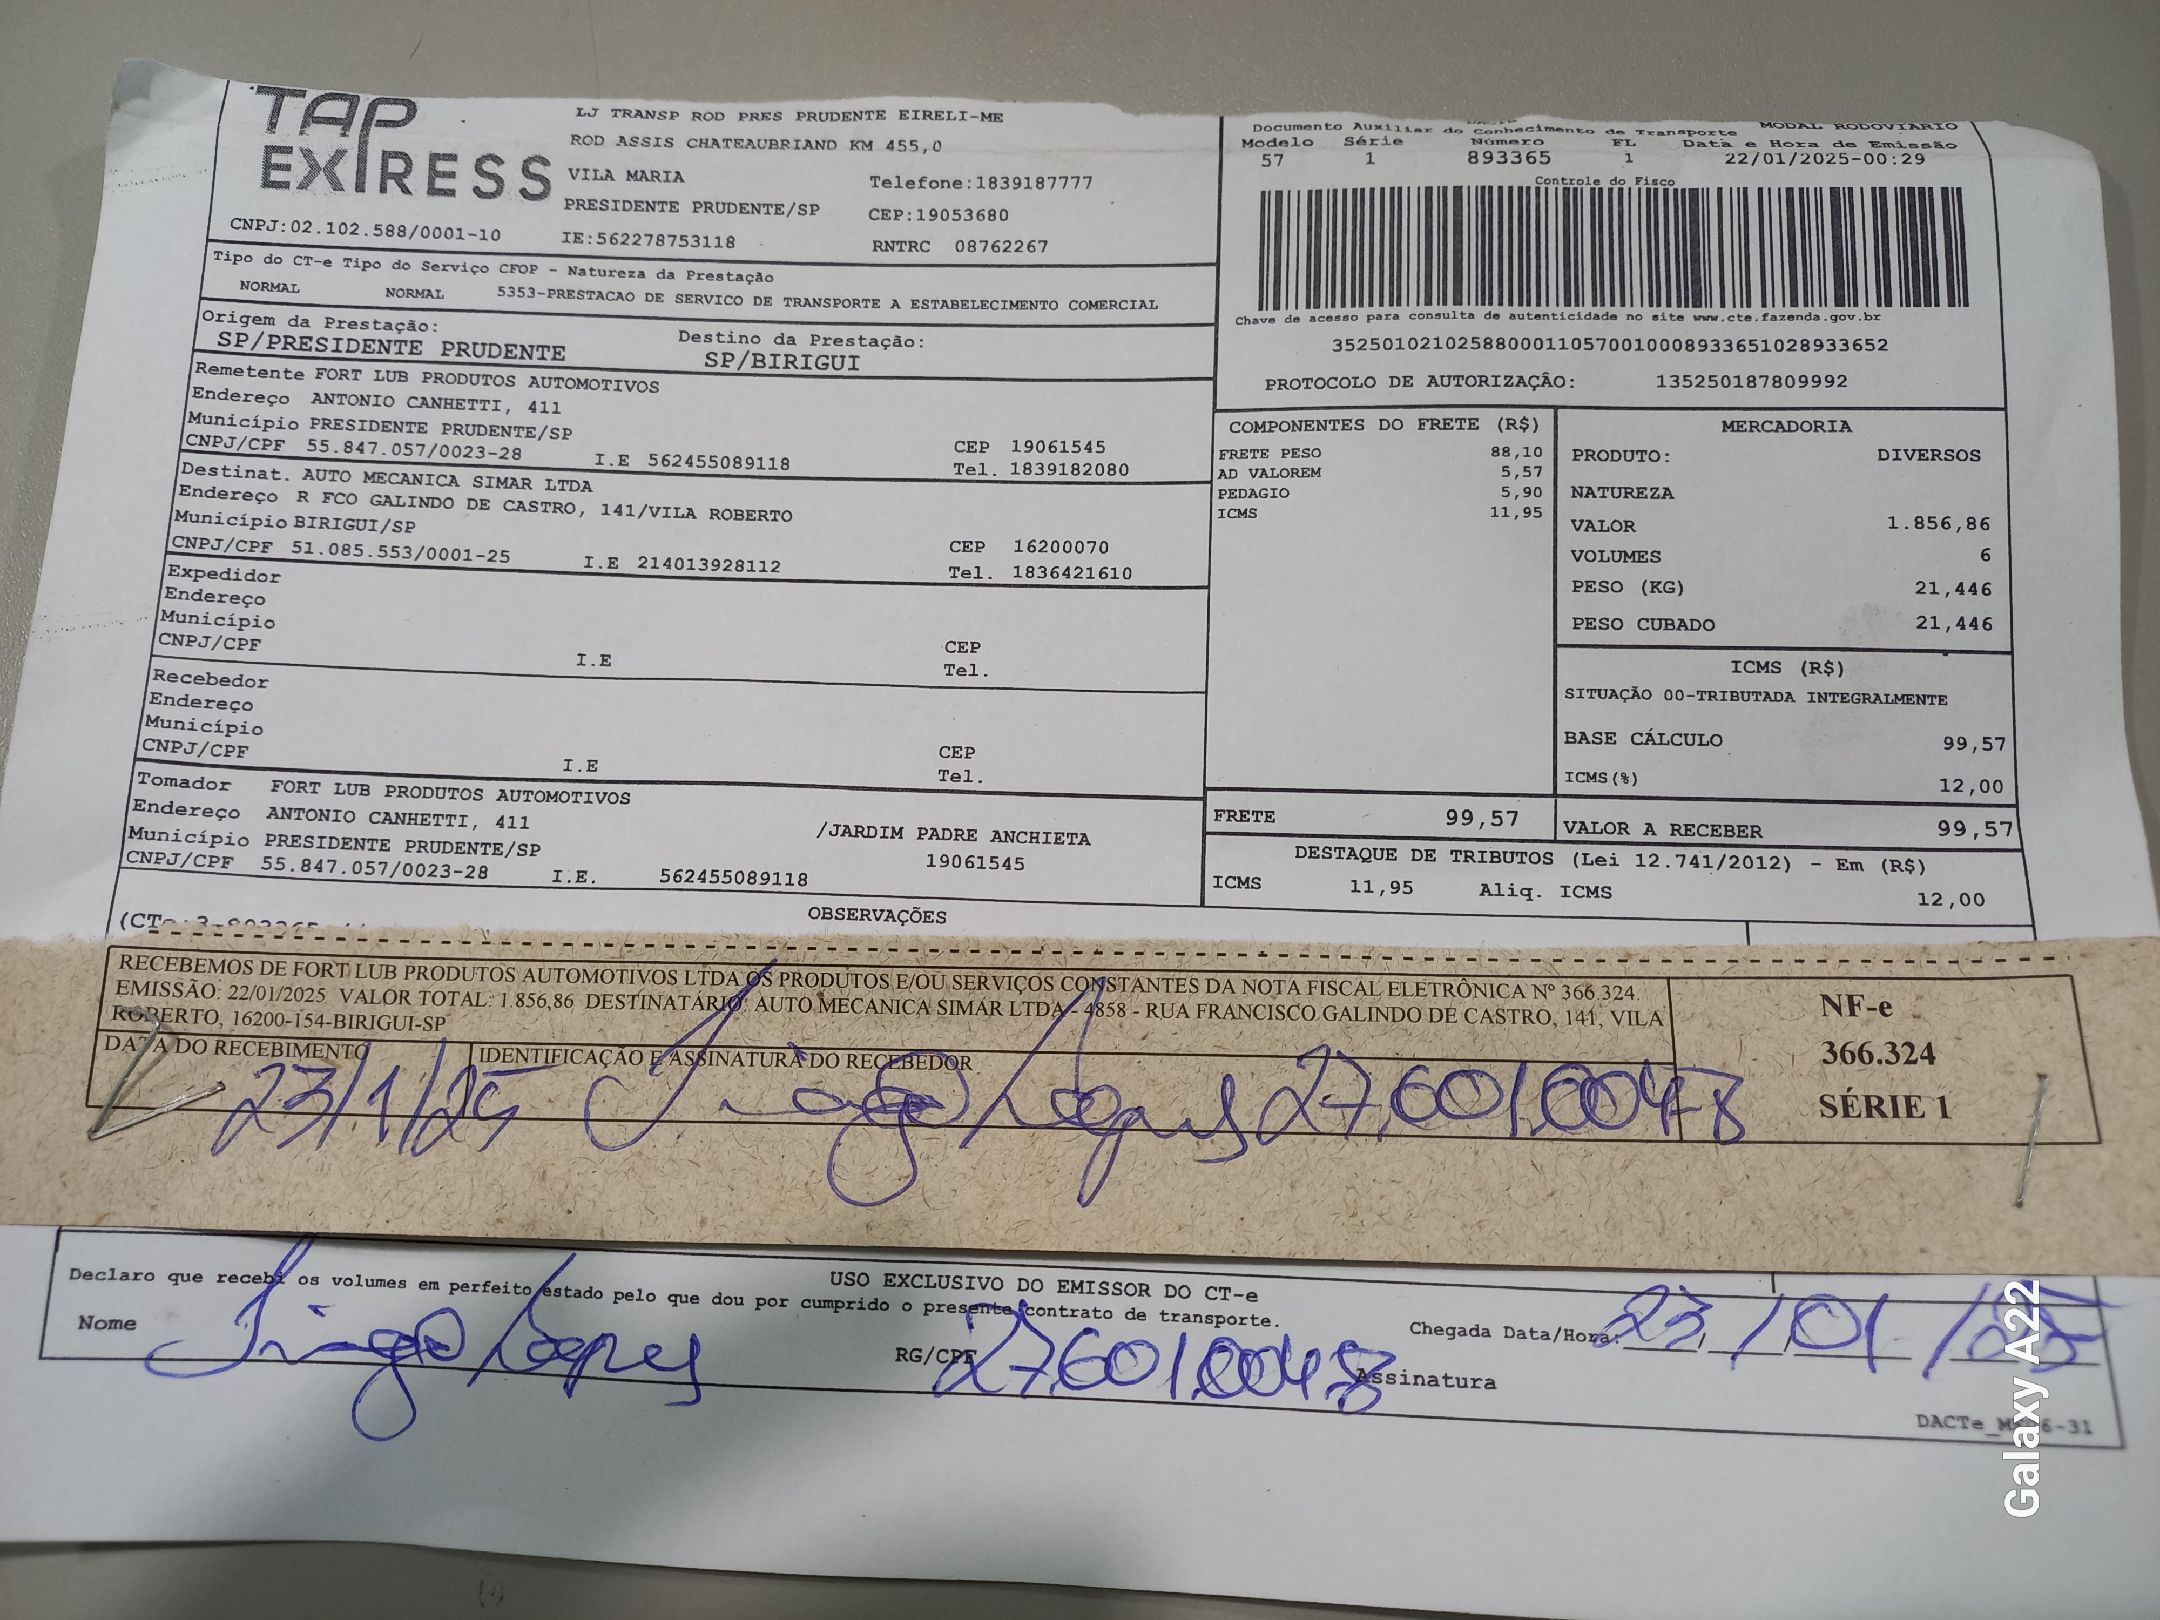 TAP EXPRESS
LJ TRANSP ROD PRES PRUDENTE EIRELI-ME
ROD ASSIS CHATEAUBRIAND KM 455,0
VILA MARIA
Telefone:1839187777
PRESIDENTE PRUDENTE/SP
CEP:19053680
CNPJ:02.102.588/0001-10
IE:562278753118
RNTRC 08762267
Documento Auxiliar do Conhecimento de Transporte MODAL RODOVIÁRIO
Modelo Série Número FL Data e Hora de Emissão
57 1 893365 1 22/01/2025-00:29
Controle do Fisco
Chave de acesso para consulta de autenticidade no site www.cte.fazenda.gov.br
35250102102588000110570010008933651028933652
PROTOCOLO DE AUTORIZAÇÃO: 135250187809992
Tipo do CT-e Tipo do Serviço CFOP - Natureza da Prestação
NORMAL NORMAL 5353-PRESTACAO DE SERVICO DE TRANSPORTE A ESTABELECIMENTO COMERCIAL
Origem da Prestação: Destino da Prestação:
SP/PRESIDENTE PRUDENTE SP/BIRIGUI
Remetente FORT LUB PRODUTOS AUTOMOTIVOS
Endereço ANTONIO CANHETTI, 411
Município PRESIDENTE PRUDENTE/SP CEP 19061545
CNPJ/CPF 55.847.057/0023-28 I.E 562455089118 Tel. 1839182080
Destinat. AUTO MECANICA SIMAR LTDA
Endereço R FCO GALINDO DE CASTRO, 141/VILA ROBERTO
Município BIRIGUI/SP CEP 16200070
CNPJ/CPF 51.085.553/0001-25 I.E 214013928112 Tel. 1836421610
Expedidor
Endereço
Município CEP
CNPJ/CPF I.E Tel.
Recebedor
Endereço
Município CEP
CNPJ/CPF I.E Tel.
Tomador FORT LUB PRODUTOS AUTOMOTIVOS
Endereço ANTONIO CANHETTI, 411 /JARDIM PADRE ANCHIETA
Município PRESIDENTE PRUDENTE/SP 19061545
CNPJ/CPF 55.847.057/0023-28 I.E. 562455089118
COMPONENTES DO FRETE (R$)
FRETE PESO 88,10
AD VALOREM 5,57
PEDAGIO 5,90
ICMS 11,95
FRETE 99,57
MERCADORIA
PRODUTO: DIVERSOS
NATUREZA
VALOR 1.856,86
VOLUMES 6
PESO (KG) 21,446
PESO CUBADO 21,446
ICMS (R$)
SITUAÇÃO 00-TRIBUTADA INTEGRALMENTE
BASE CÁLCULO 99,57
ICMS(%) 12,00
VALOR A RECEBER 99,57
DESTAQUE DE TRIBUTOS (Lei 12.741/2012) - Em (R$)
ICMS 11,95 Aliq. ICMS 12,00
OBSERVAÇÕES
RECEBEMOS DE FORT LUB PRODUTOS AUTOMOTIVOS LTDA OS PRODUTOS E/OU SERVIÇOS CONSTANTES DA NOTA FISCAL ELETRÔNICA Nº 366.324.
EMISSÃO: 22/01/2025 VALOR TOTAL: 1.856,86 DESTINATÁRIO: AUTO MECANICA SIMAR LTDA - 4858 - RUA FRANCISCO GALINDO DE CASTRO, 141, VILA
ROBERTO, 16200-154-BIRIGUI-SP
DATA DO RECEBIMENTO IDENTIFICAÇÃO E ASSINATURA DO RECEBEDOR
23/1/25 Tiago Lopes 27.601.0048
NF-e
366.324
SÉRIE 1
USO EXCLUSIVO DO EMISSOR DO CT-e
Declaro que recebi os volumes em perfeito estado pelo que dou por cumprido o presente contrato de transporte.
Nome Tiago Lopes RG/CPF 27.601.0048 Assinatura
Chegada Data/Hora: 23/01/25
Galaxy A22